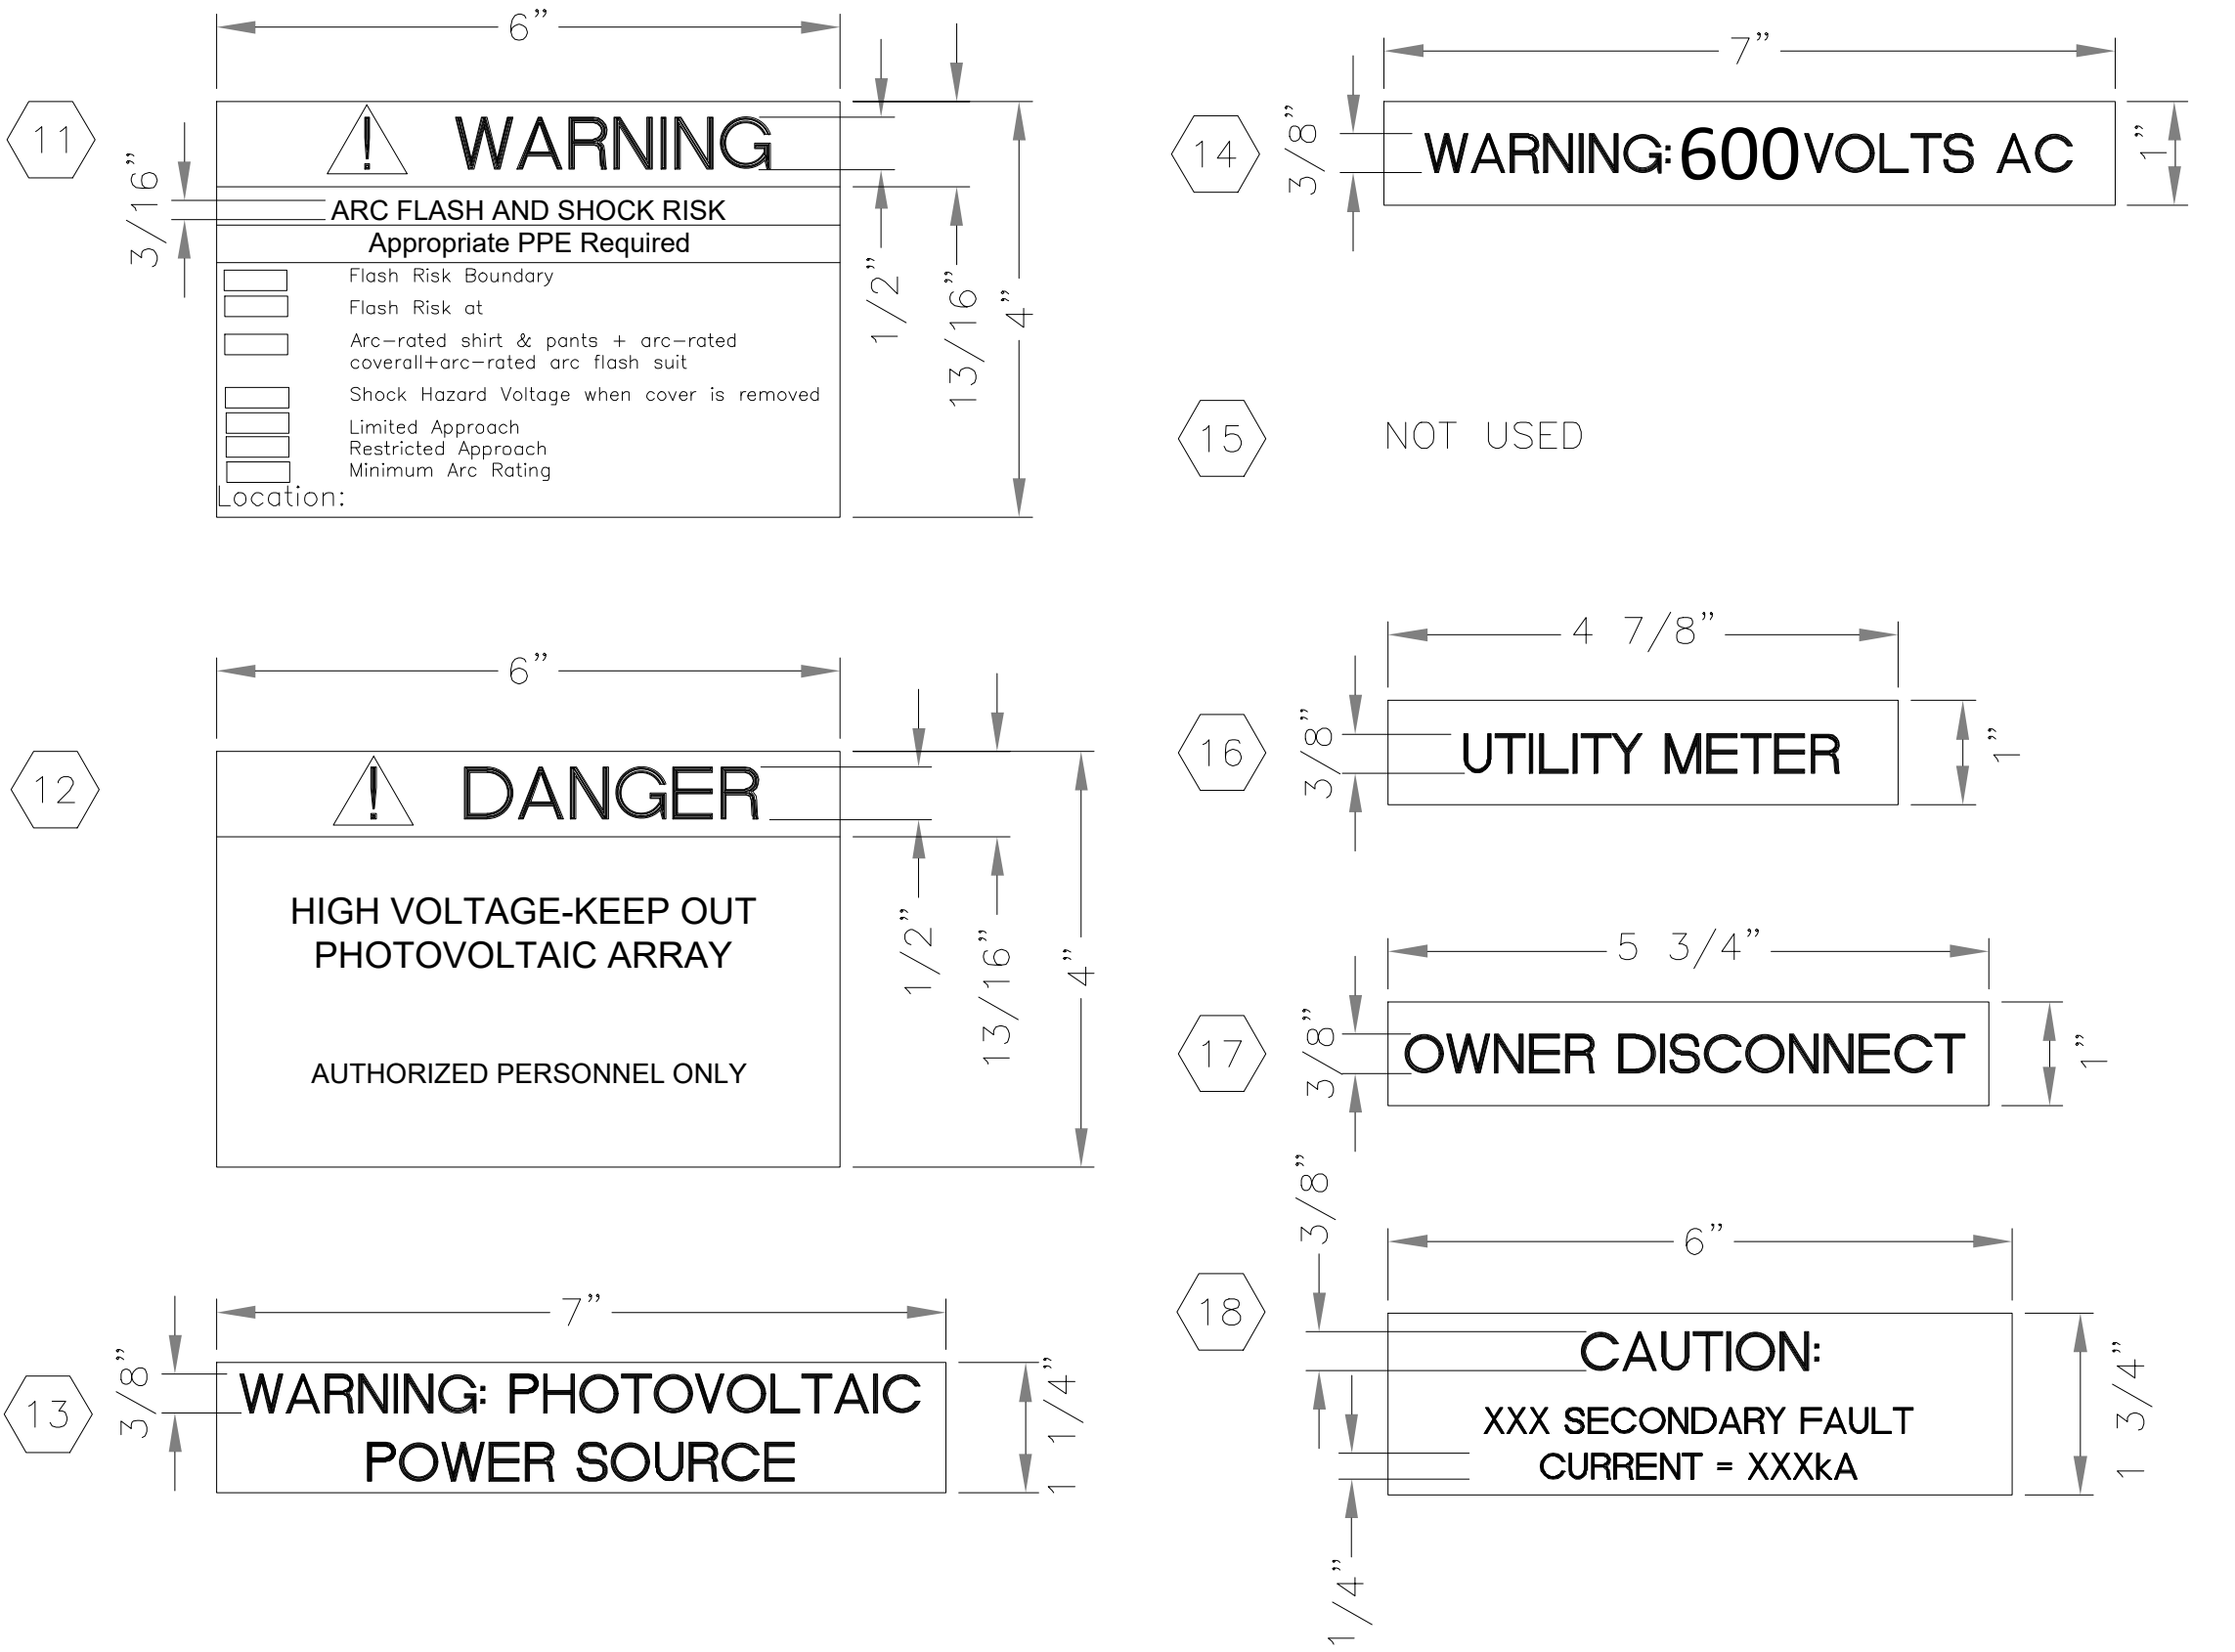 11
6”
3/16”
! WARNING
ARC FLASH AND SHOCK RISK
Appropriate PPE Required
Flash Risk Boundary
Flash Risk at
Arc-rated shirt & pants + arc-rated
coverall+arc-rated arc flash suit
Shock Hazard Voltage when cover is removed
Limited Approach
Restricted Approach
Minimum Arc Rating
Location:
1/2”
13/16”
4”
12
6”
! DANGER
HIGH VOLTAGE-KEEP OUT
PHOTOVOLTAIC ARRAY
AUTHORIZED PERSONNEL ONLY
1/2”
13/16”
4”
13
7”
3/8”
WARNING: PHOTOVOLTAIC
POWER SOURCE
1 1/4”
14
7”
3/8”
WARNING: 600 VOLTS AC
1”
15
NOT USED
16
4 7/8”
3/8”
UTILITY METER
1”
17
5 3/4”
3/8”
OWNER DISCONNECT
1”
18
6”
3/8”
CAUTION:
XXX SECONDARY FAULT
CURRENT = XXXkA
1/4”
1 3/4”